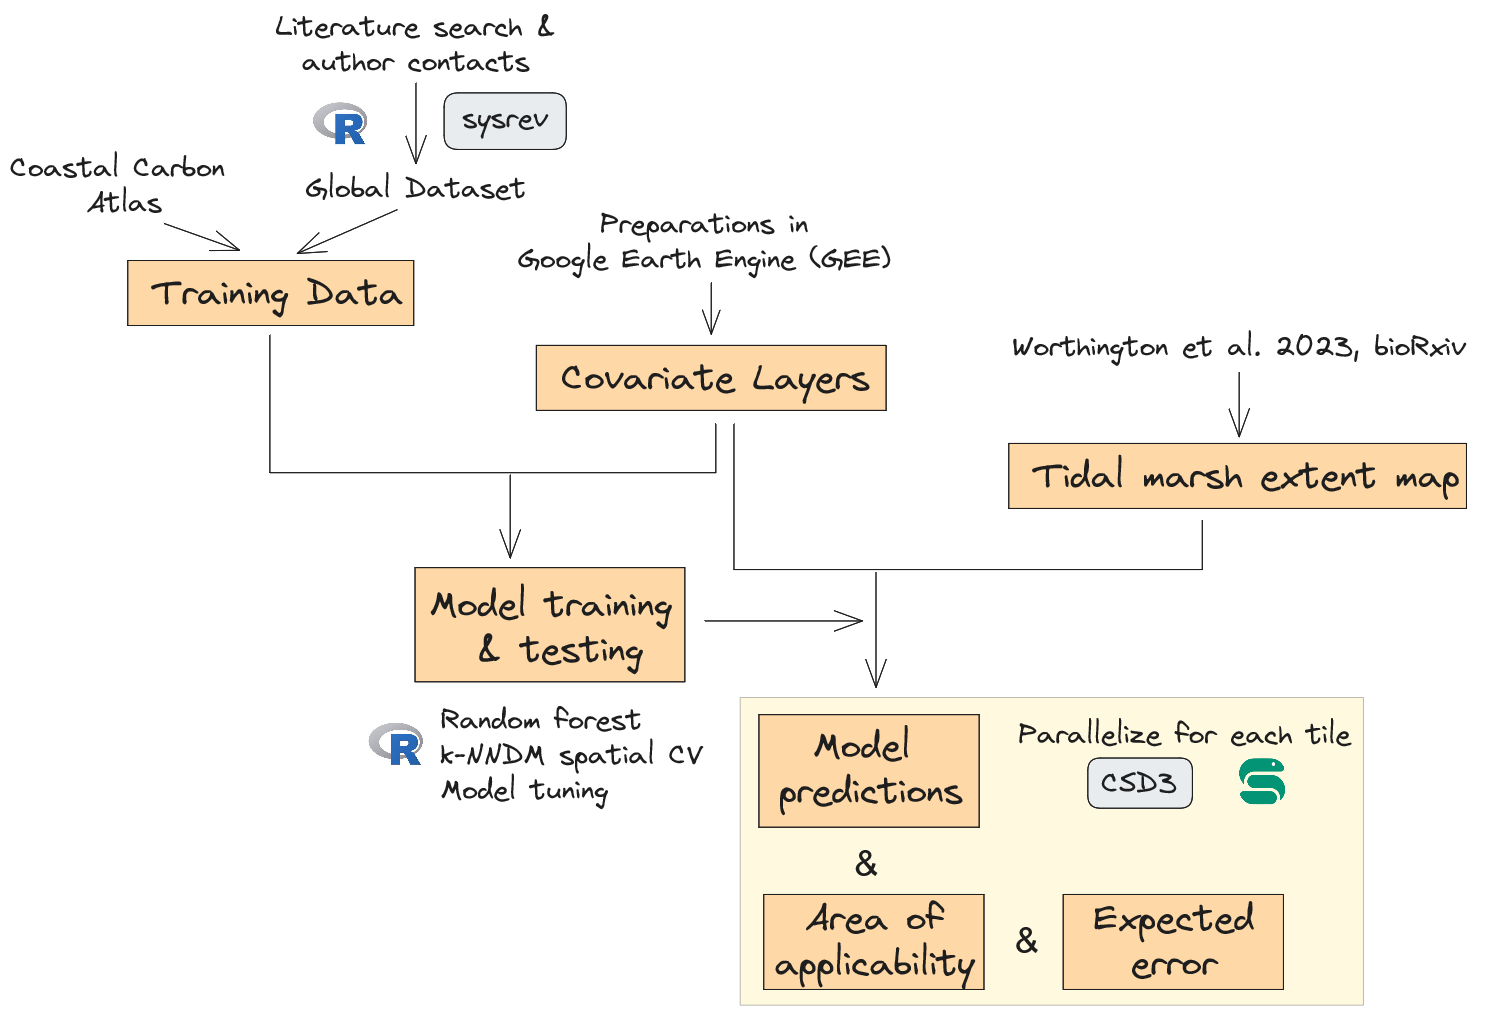 Literature search &
author contacts
R
sysrev
Coastal Carbon
Atlas
Global Dataset
Training Data
Preparations in
Google Earth Engine (GEE)
Covariate Layers
Worthington et al. 2023, bioRxiv
Tidal marsh extent map
Model training
& testing
R
Random forest
k-NNDM spatial CV
Model tuning
Model
predictions
Parallelize for each tile
CSD3
&
Area of
applicability
&
Expected
error